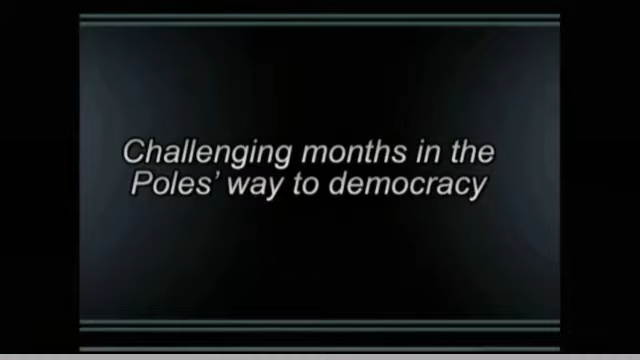 Challenging months in the
Poles' way to democracy